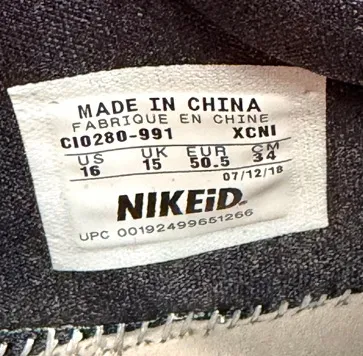 MADE IN CHINA
FABRIQUE EN CHINE
CI0280-991 XCNI
US UK EUR CM
16 15 50.5 34
07/12/18
NIKEiD.
UPC 00192499651266